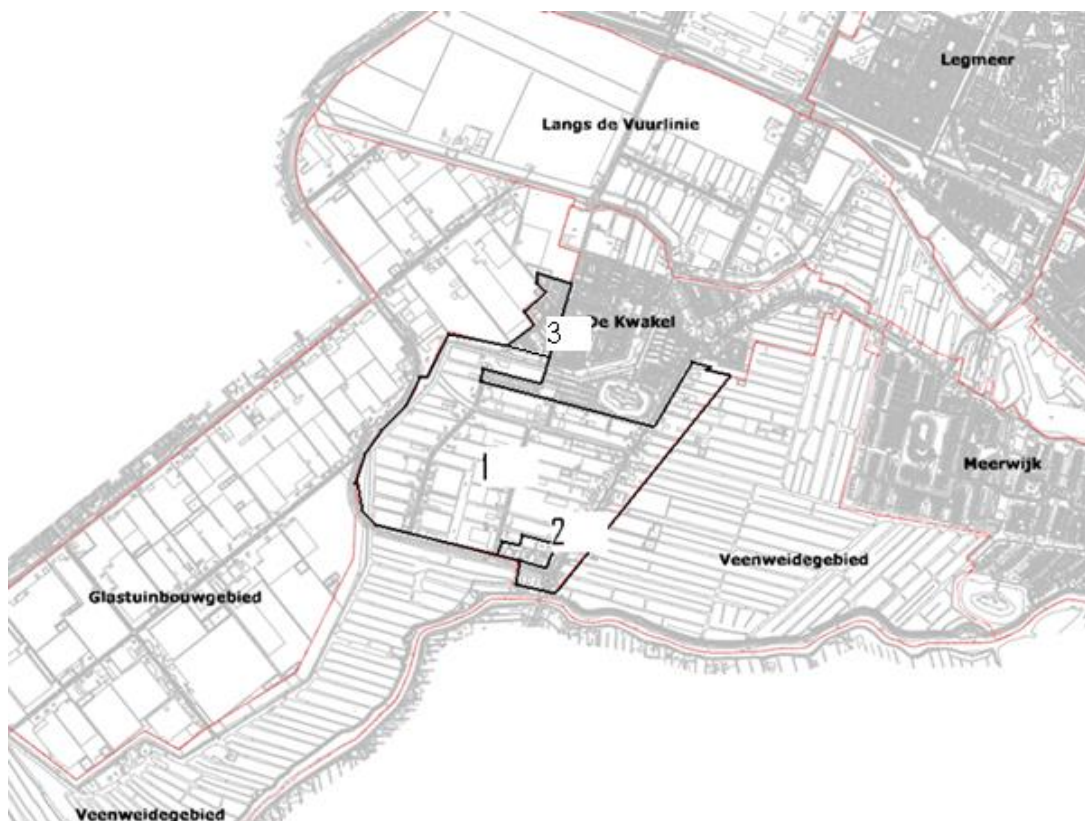 Legmeer
Langs de Vuurlinie
De Kwakel
3
1
Meerwijk
2
Veenweidegebied
Glastuinbouwgebied
Veenweidegebied